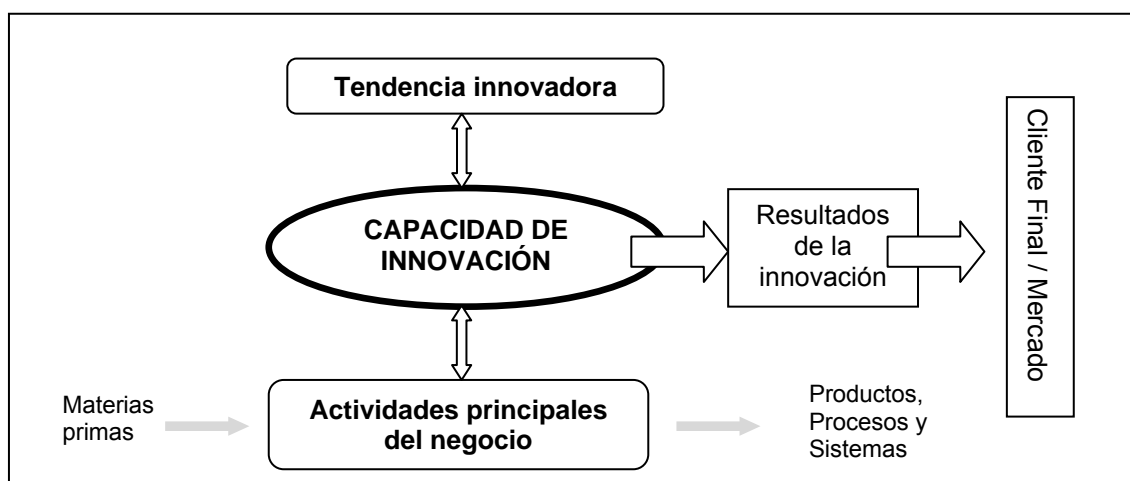 Tendencia innovadora
CAPACIDAD DE
INNOVACIÓN
Resultados
de la
innovación
Cliente Final / Mercado
Materias
primas
Actividades principales
del negocio
Productos,
Procesos y
Sistemas